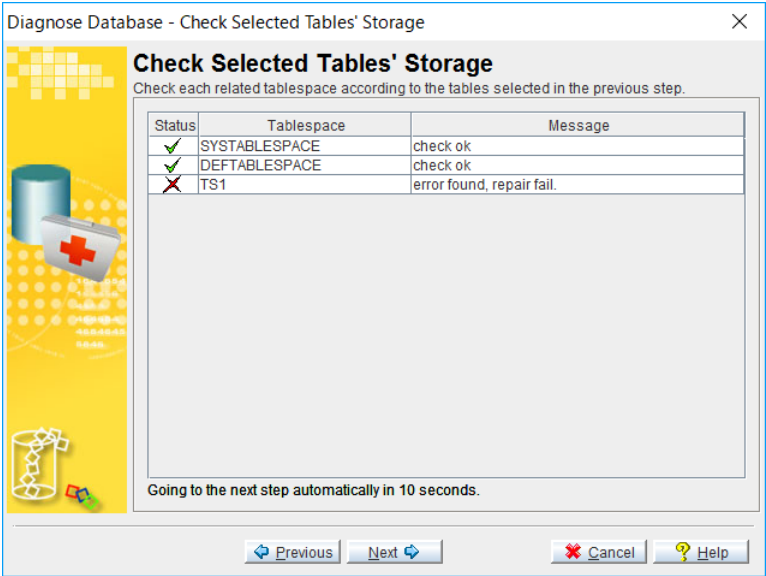 Diagnose Database - Check Selected Tables' Storage
Check Selected Tables' Storage
Check each related tablespace according to the tables selected in the previous step.
Status Tablespace Message
SYSTABLESPACE check ok
DEFTABLESPACE check ok
TS1 error found, repair fail.
Going to the next step automatically in 10 seconds.
Previous Next Cancel Help